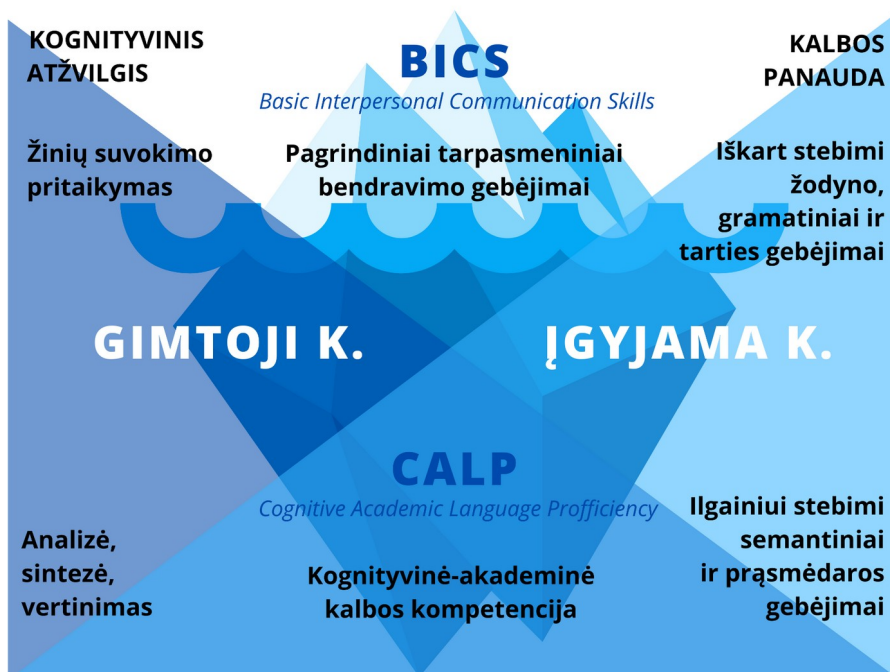 KOGNITYVINIS
ATŽVILGIS
BICS
Basic Interpersonal Communication Skills
KALBOS
PANAUDA
Žinių suvokimo
pritaikymas
Pagrindiniai tarpasmeniniai
bendravimo gebėjimai
Iškart stebimi
žodyno,
gramatiniai ir
tarties gebėjimai
GIMTOJI K.
ĮGYJAMA K.
CALP
Cognitive Academic Language Profficiency
Analizė,
sintezė,
vertinimas
Kognityvinė-akademinė
kalbos kompetencija
Ilgainiui stebimi
semantiniai
ir prąsmėdaros
gebėjimai